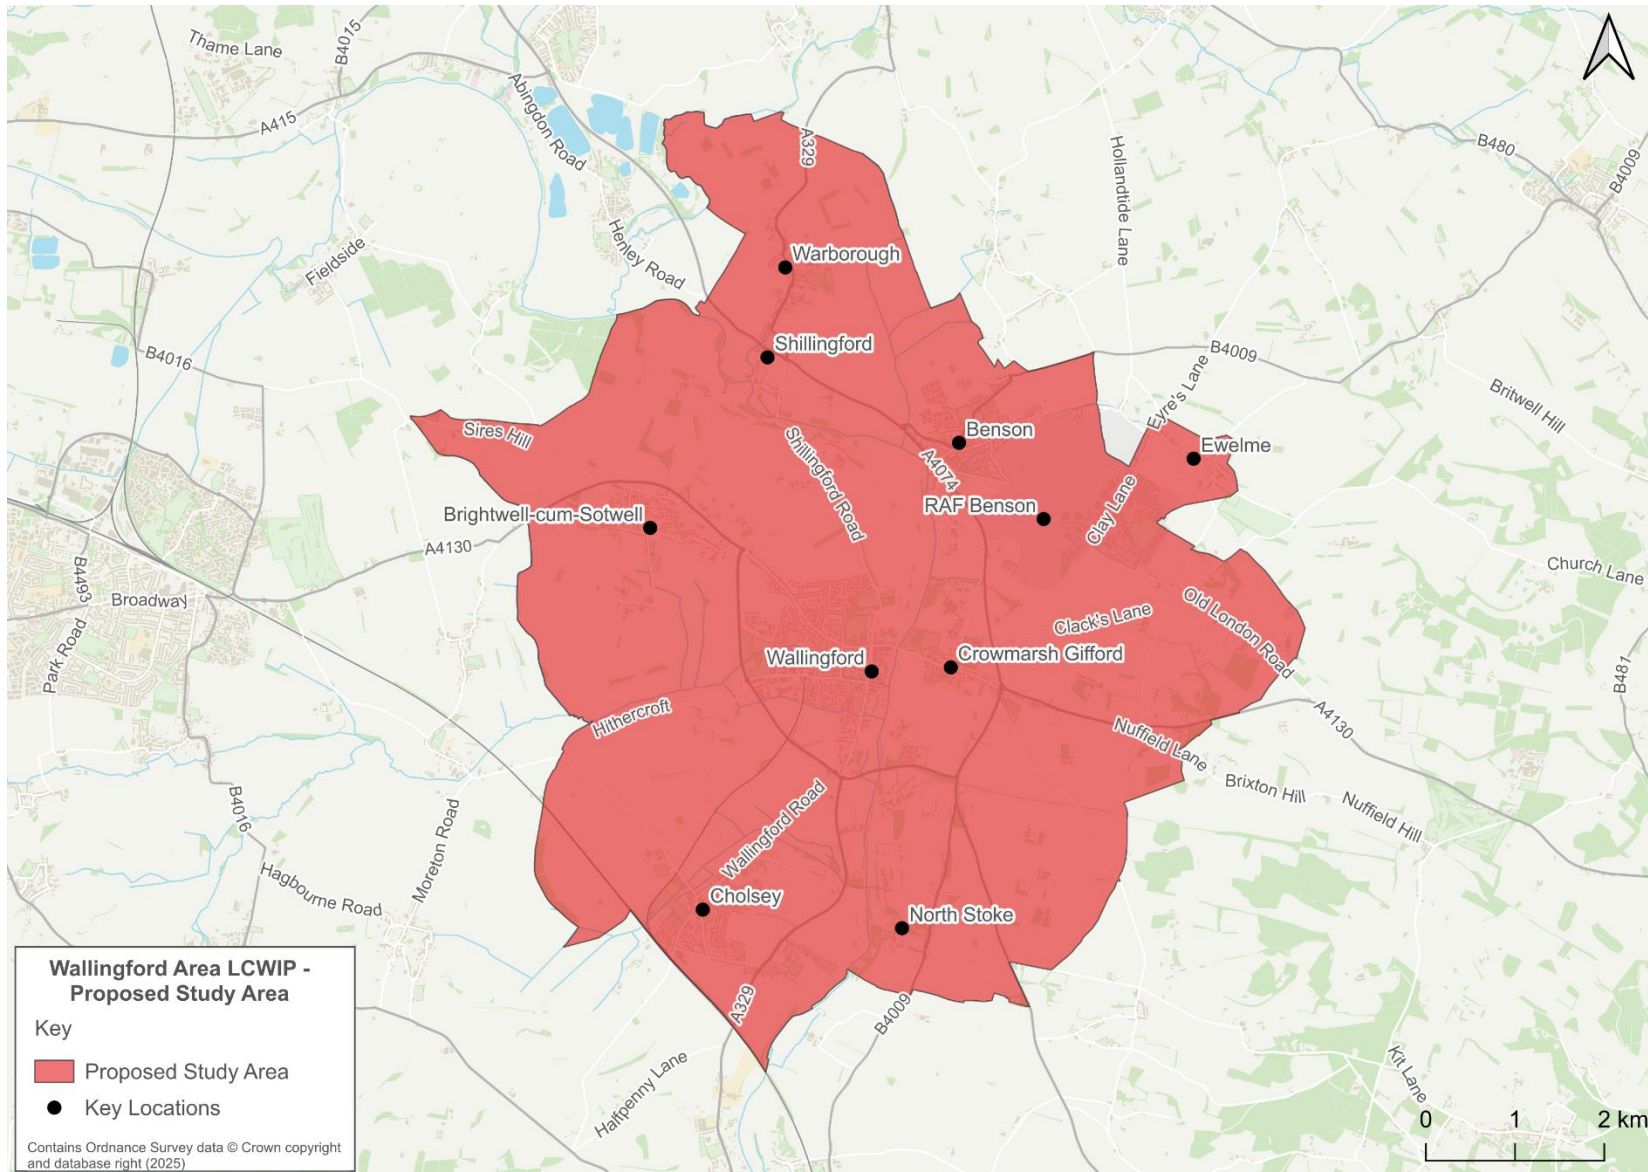 Thame Lane
B4015
A415
Abingdon Road
A329
Hollandtide Lane
B480
B4009
Fieldside
Henley Road
Warborough
Shillingford
B4009
B4016
Eyre's Lane
Britwell Hill
Sires Hill
Shillingford Road
Benson
A4074
Ewelme
Brightwell-cum-Sotwell
RAF Benson
Clay Lane
A4130
B4493
Broadway
Church Lane
Park Road
Clack's Lane
Old London Road
Wallingford
Crowmarsh Gifford
B481
Hithercroft
A4130
Nuffield Lane
Brixton Hill
Nuffield Hill
B4016
Moreton Road
Wallingford Road
Hagbourne Road
Cholsey
North Stoke
A329
B4009
Halfpenny Lane
Kit Lane
Wallingford Area LCWIP -
Proposed Study Area
Key
Proposed Study Area
Key Locations
Contains Ordnance Survey data © Crown copyright
and database right (2025)
0 1 2 km